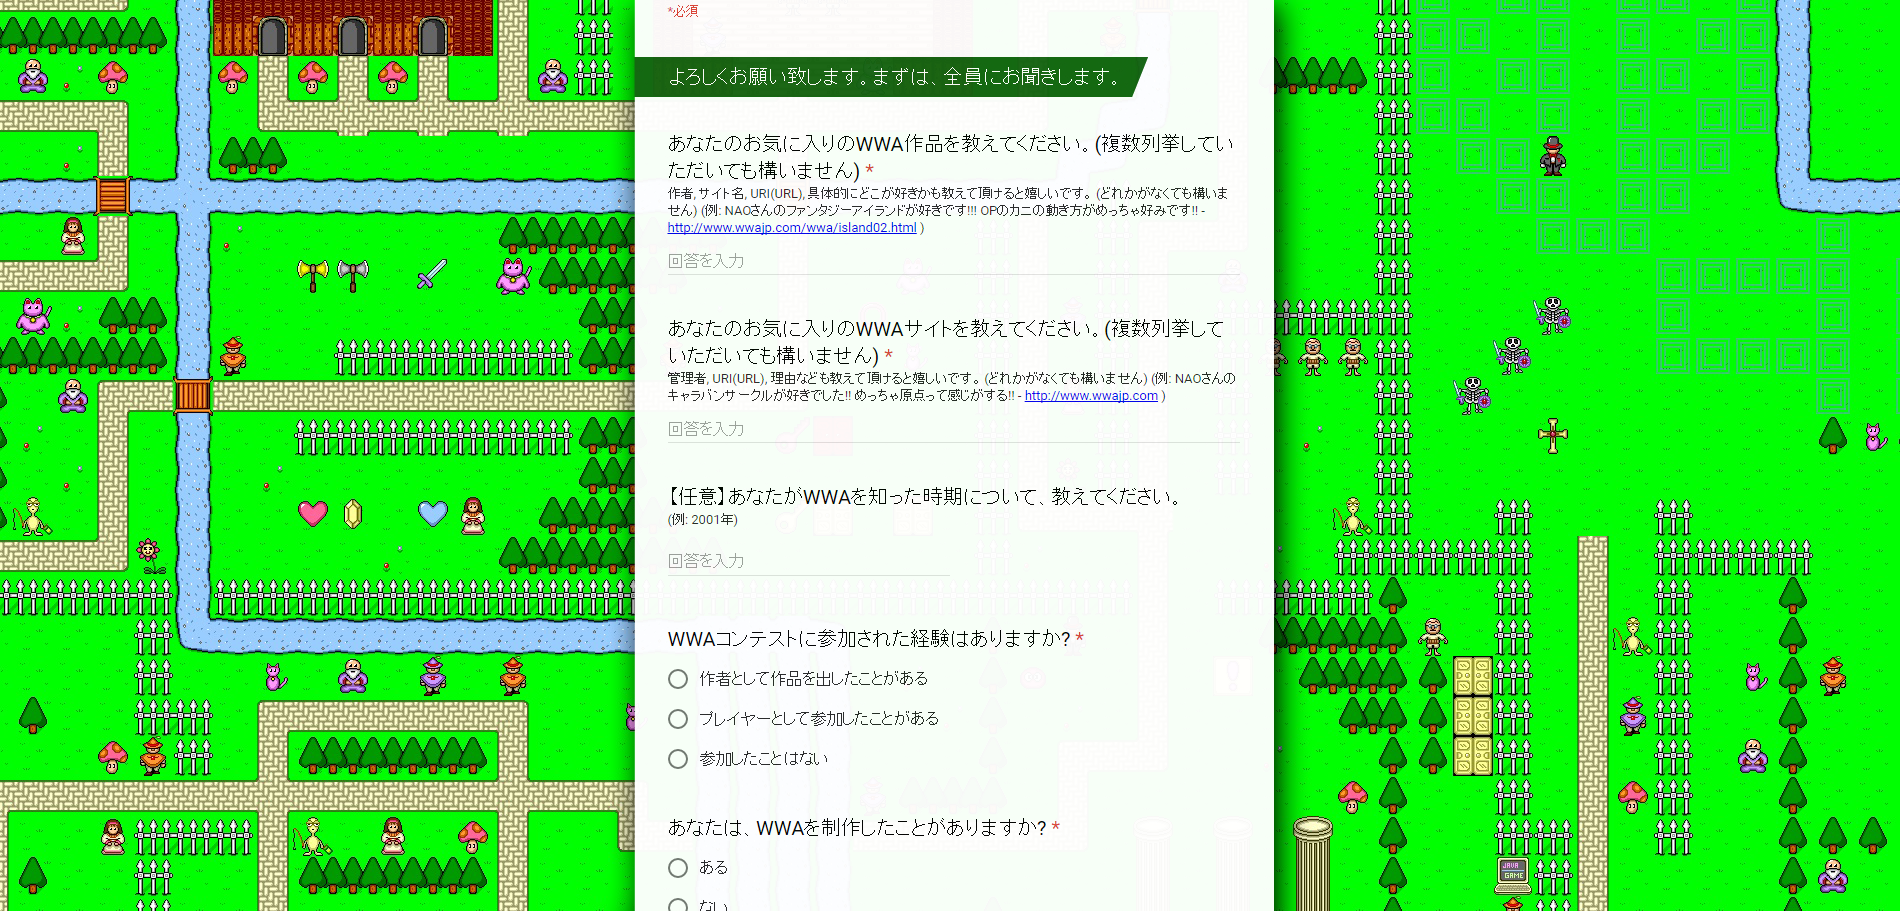 *必須
よろしくお願い致します。まずは、全員にお聞きします。
あなたのお気に入りのWWA作品を教えてください。(複数列挙してい
ただいても構いません) *
作者, サイト名, URI(URL), 具体的にどこが好きかも教えて頂けると嬉しいです。 (どれかがなくても構いま
せん) (例: NAOさんのファンタジーアイランドが好きです!!! OPのカニの動き方がめっちゃ好みです!! -
http://www.wwajp.com/wwa/island02.html )
回答を入力
あなたのお気に入りのWWAサイトを教えてください。(複数列挙して
いただいても構いません) *
管理者, URI(URL), 理由なども教えて頂けると嬉しいです。 (どれかがなくても構いません) (例: NAOさんの
キャラバンサークルが好きでした!! めっちゃ原点って感じがする!! - http://www.wwajp.com )
回答を入力
【任意】あなたがWWAを知った時期について、教えてください。
(例: 2001年)
回答を入力
WWAコンテストに参加された経験はありますか? *
作者として作品を出したことがある
プレイヤーとして参加したことがある
参加したことはない
あなたは、WWAを制作したことがありますか? *
ある
ない
JAVA
GAME